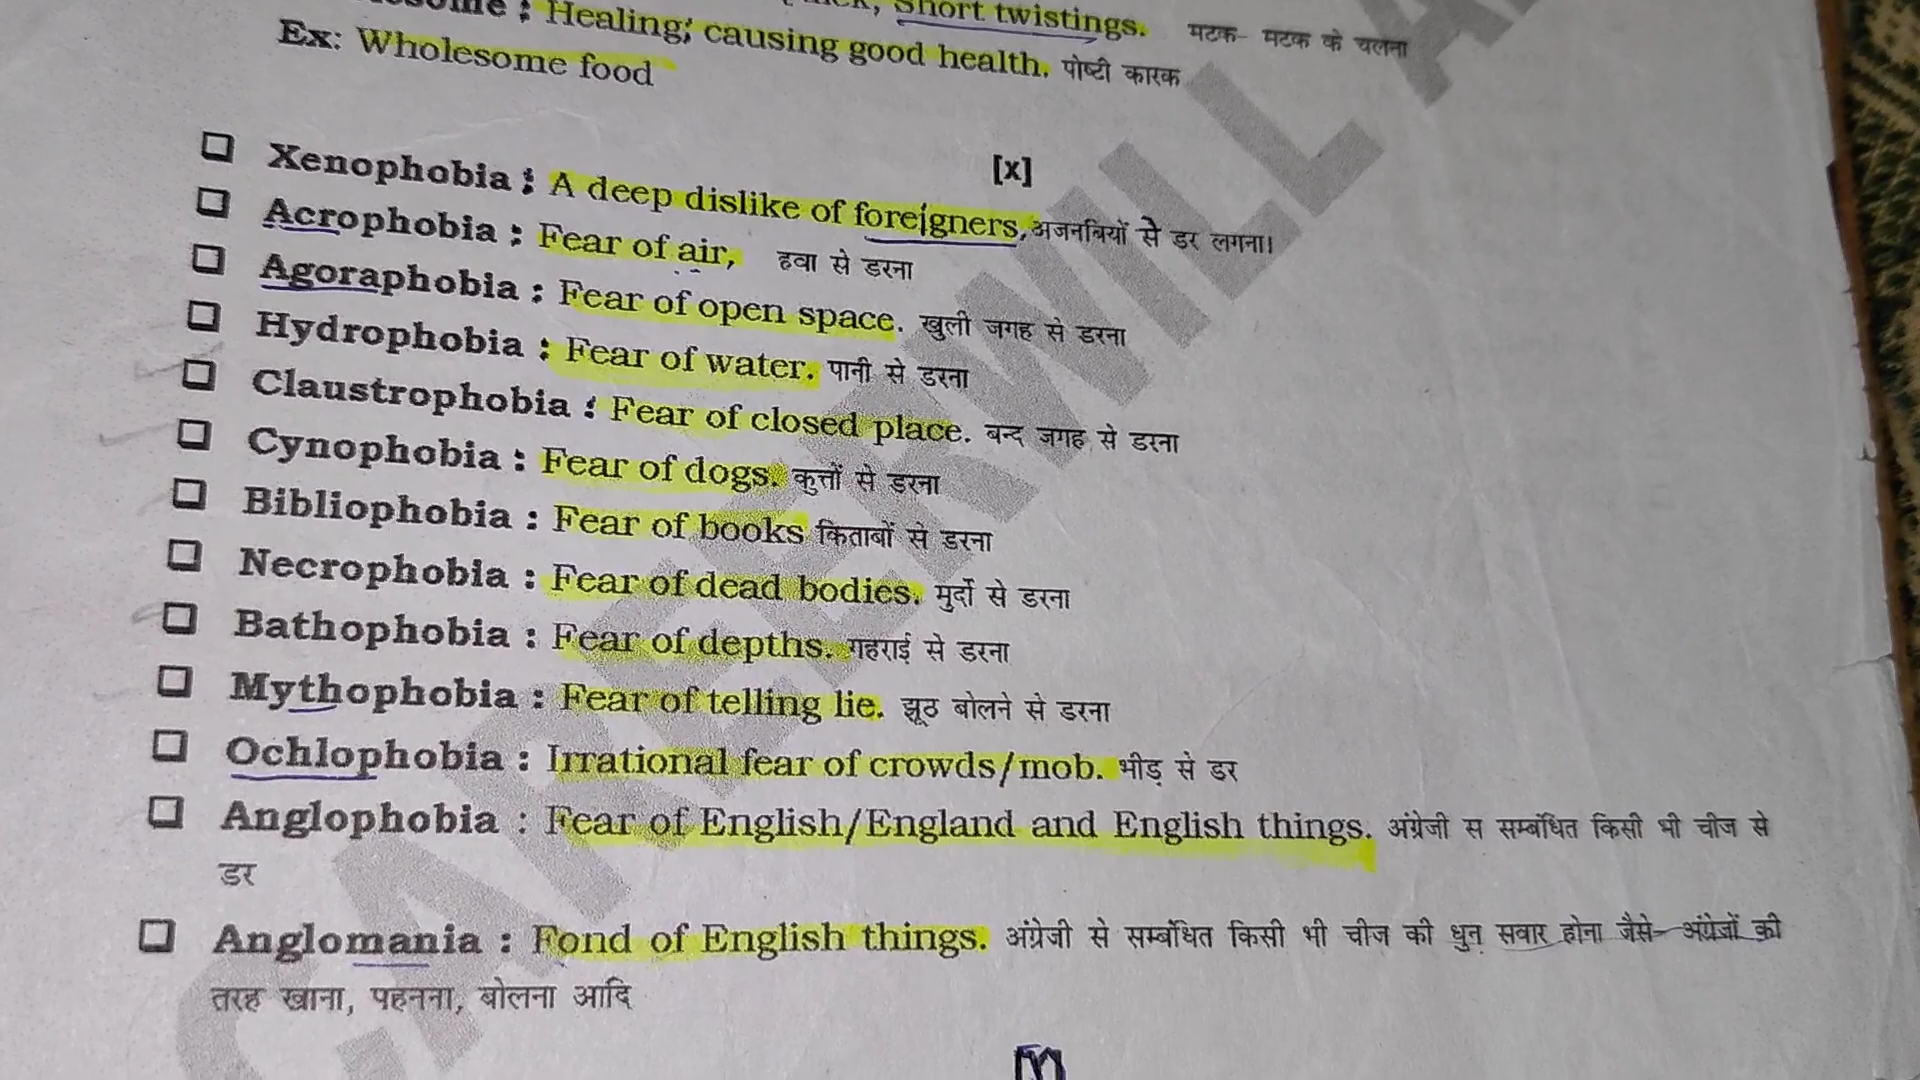 Short twistings. मटक- मटक के चलना
: Healing; causing good health. पोष्टी कारक
Ex: Wholesome food
[x]
❑ Xenophobia : A deep dislike of foreigners, अजनबियों से डर लगना।
❑ Acrophobia : Fear of air, हवा से डरना
❑ Agoraphobia : Fear of open space. खुली जगह से डरना
❑ Hydrophobia : Fear of water. पानी से डरना
❑ Claustrophobia : Fear of closed place. बन्द जगह से डरना
❑ Cynophobia : Fear of dogs. कुत्तों से डरना
❑ Bibliophobia : Fear of books किताबों से डरना
❑ Necrophobia : Fear of dead bodies. मुर्दो से डरना
❑ Bathophobia : Fear of depths. गहराई से डरना
❑ Mythophobia : Fear of telling lie. झूठ बोलने से डरना
❑ Ochlophobia : Irrational fear of crowds/mob. भीड़ से डर
❑ Anglophobia : Fear of English/England and English things. अंग्रेजी स सम्बंधित किसी भी चीज से
डर
❑ Anglomania : Fond of English things. अंग्रेजी से सम्बंधित किसी भी चीज की धुन सवार होना जैसे- अंग्रेजों की
तरह खाना, पहनना, बोलना आदि